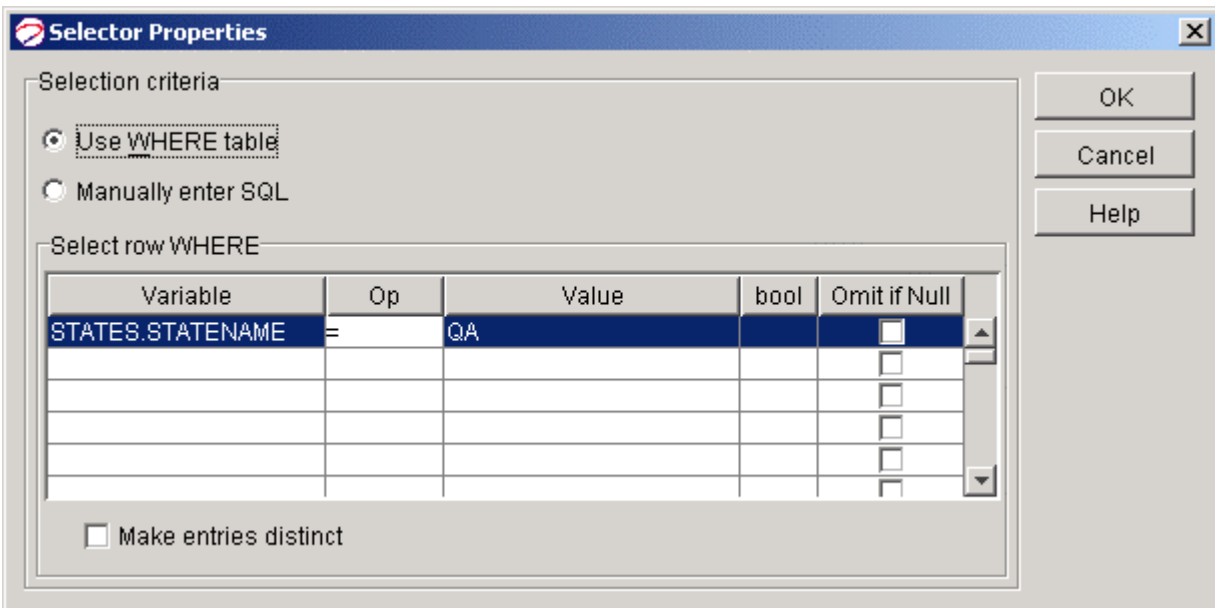 Selector Properties
Selection criteria
OK
Use WHERE table
Cancel
Manually enter SQL
Help
Select row WHERE
Variable Op Value bool Omit if Null
STATES.STATENAME = QA
Make entries distinct